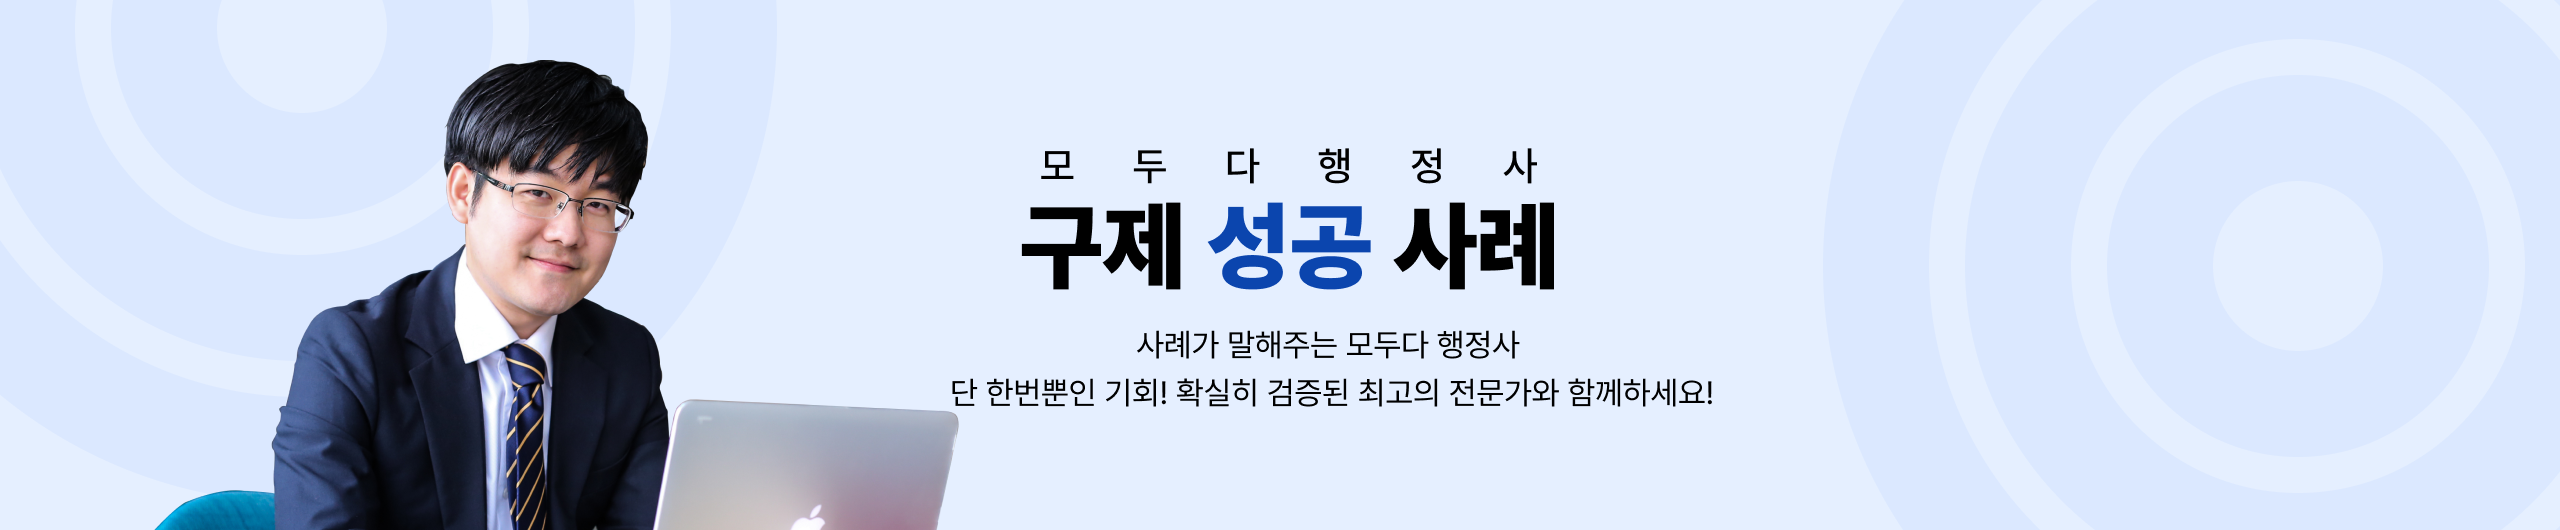 모두다행정사
구제 성공 사례
사례가 말해주는 모두다 행정사
단 한번뿐인 기회! 확실히 검증된 최고의 전문가와 함께하세요!